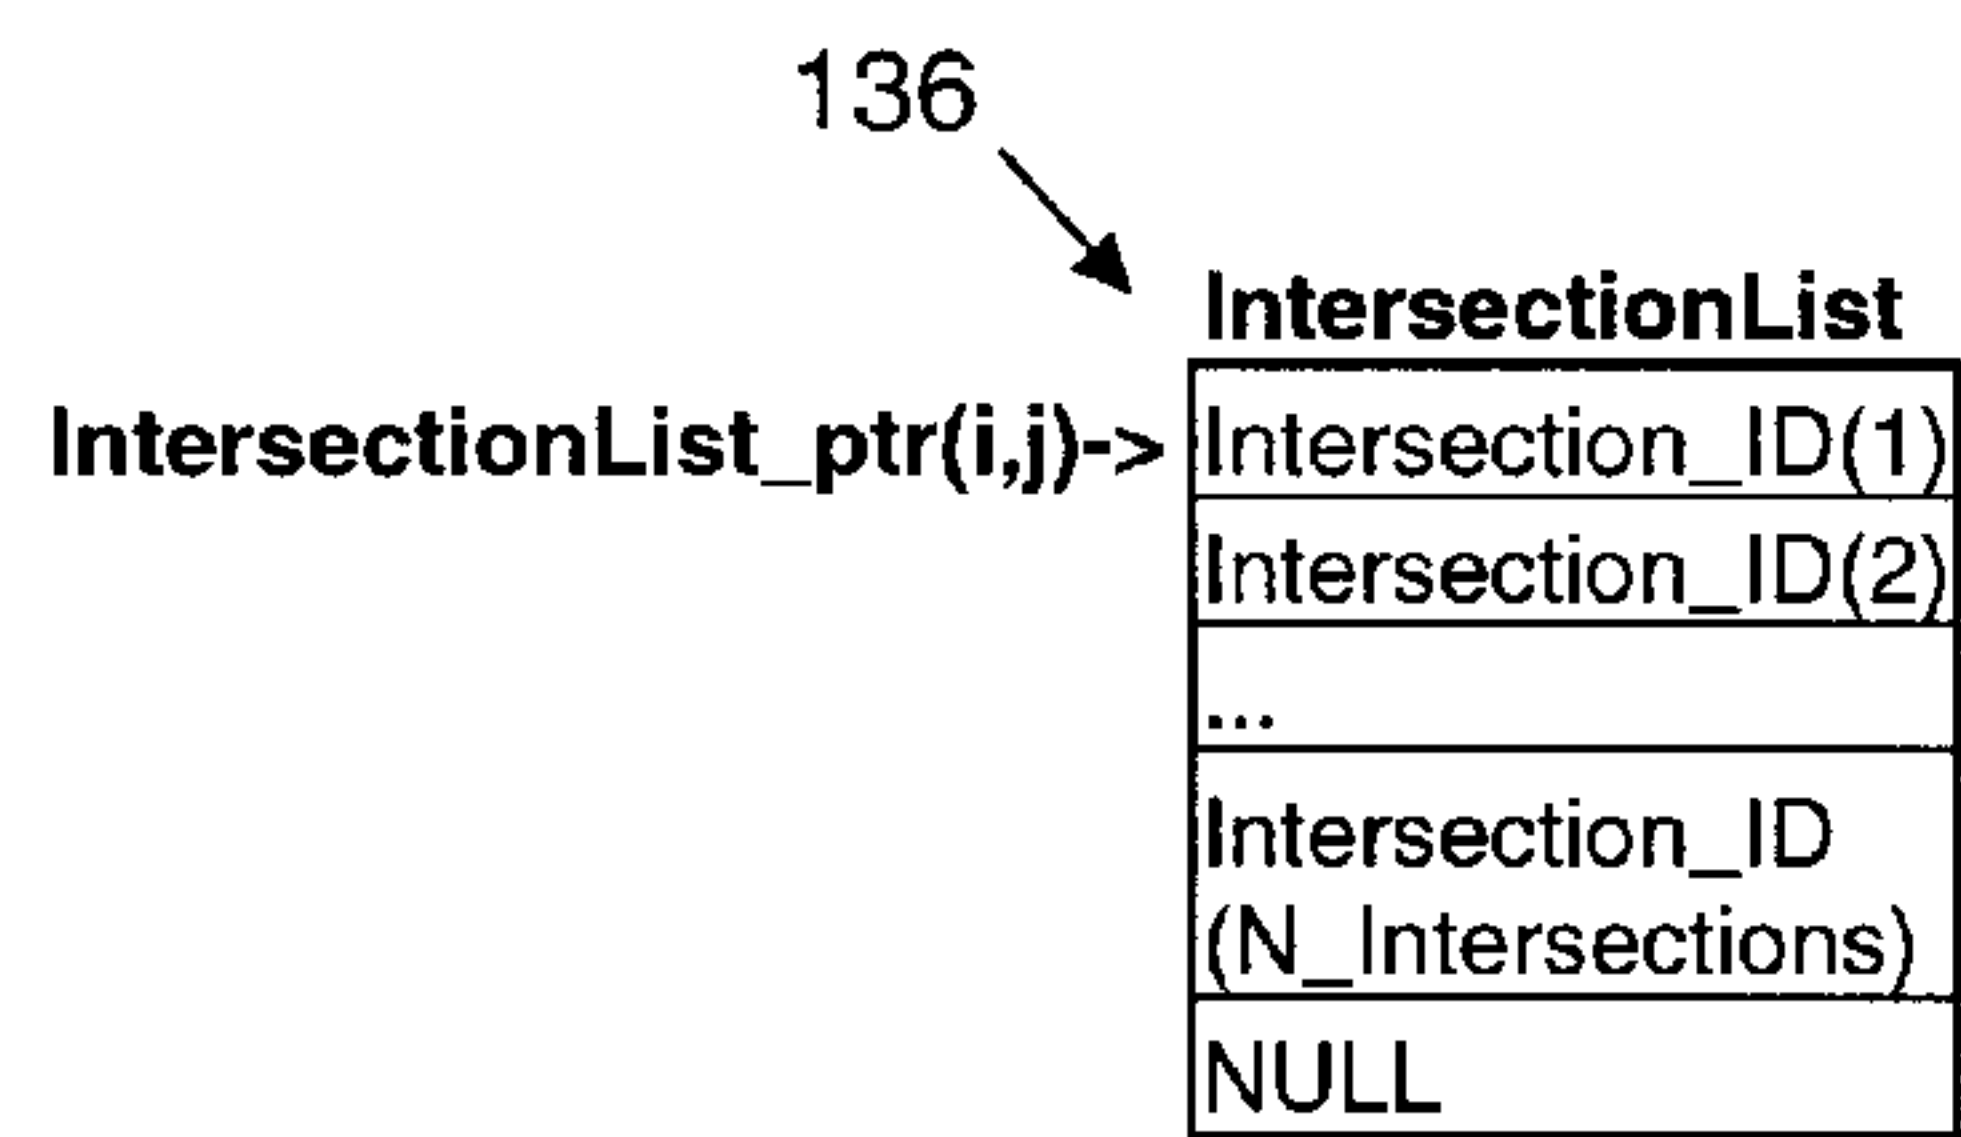 136
IntersectionList
IntersectionList_ptr(i,j)->
Intersection_ID(1)
Intersection_ID(2)
...
Intersection_ID
(N_Intersections)
NULL